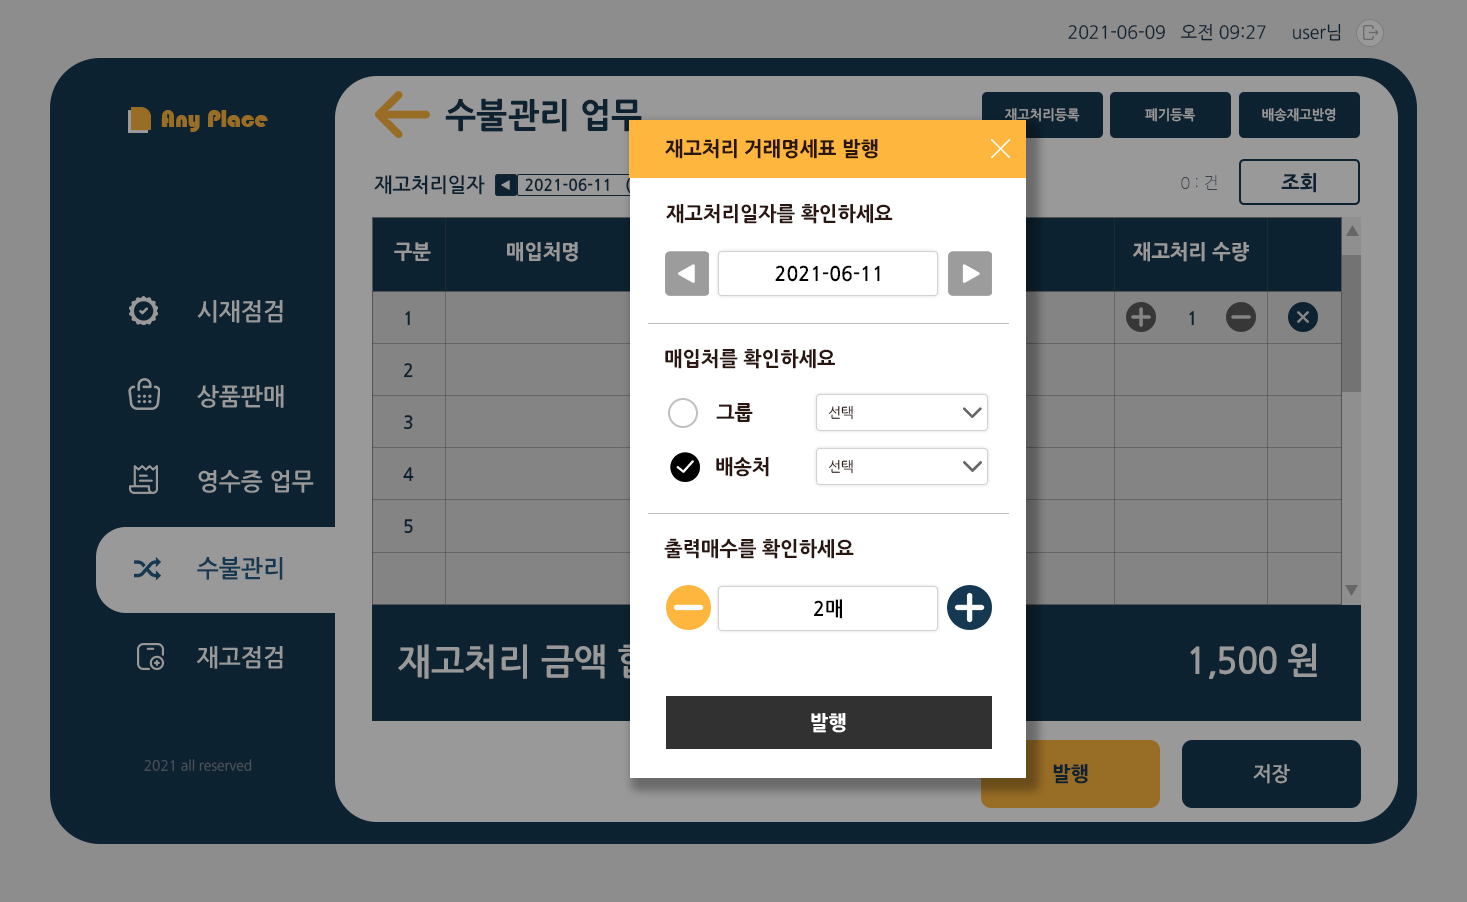 2021-06-09 오전 09:27 user님
Any Place
수불관리 업무
재고처리등록 폐기등록 배송재고반영
재고처리일자 2021-06-11 (
0 : 건 조회
구분 매입처명 재고처리 수량
1 1
2
3
4
5
시재점검
상품판매
영수증 업무
수불관리
재고점검
2021 all reserved
재고처리 금액
1,500 원
발행 저장
재고처리 거래명세표 발행
재고처리일자를 확인하세요
2021-06-11
매입처를 확인하세요
그룹 선택
배송처 선택
출력매수를 확인하세요
2매
발행